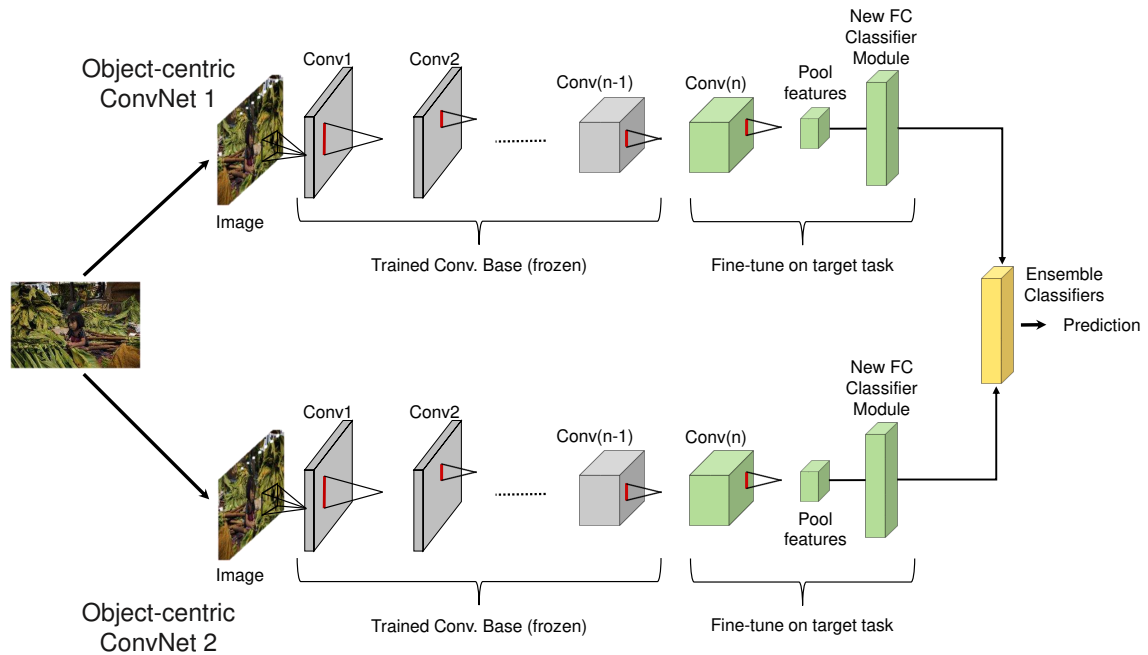 Object-centric
ConvNet 1
Conv1
Conv2
Conv(n-1)
Conv(n)
Pool
features
New FC
Classifier
Module
Image
Trained Conv. Base (frozen)
Fine-tune on target task
Ensemble
Classifiers
Prediction
Conv1
Conv2
Conv(n-1)
Conv(n)
New FC
Classifier
Module
Pool
features
Image
Object-centric
ConvNet 2
Trained Conv. Base (frozen)
Fine-tune on target task